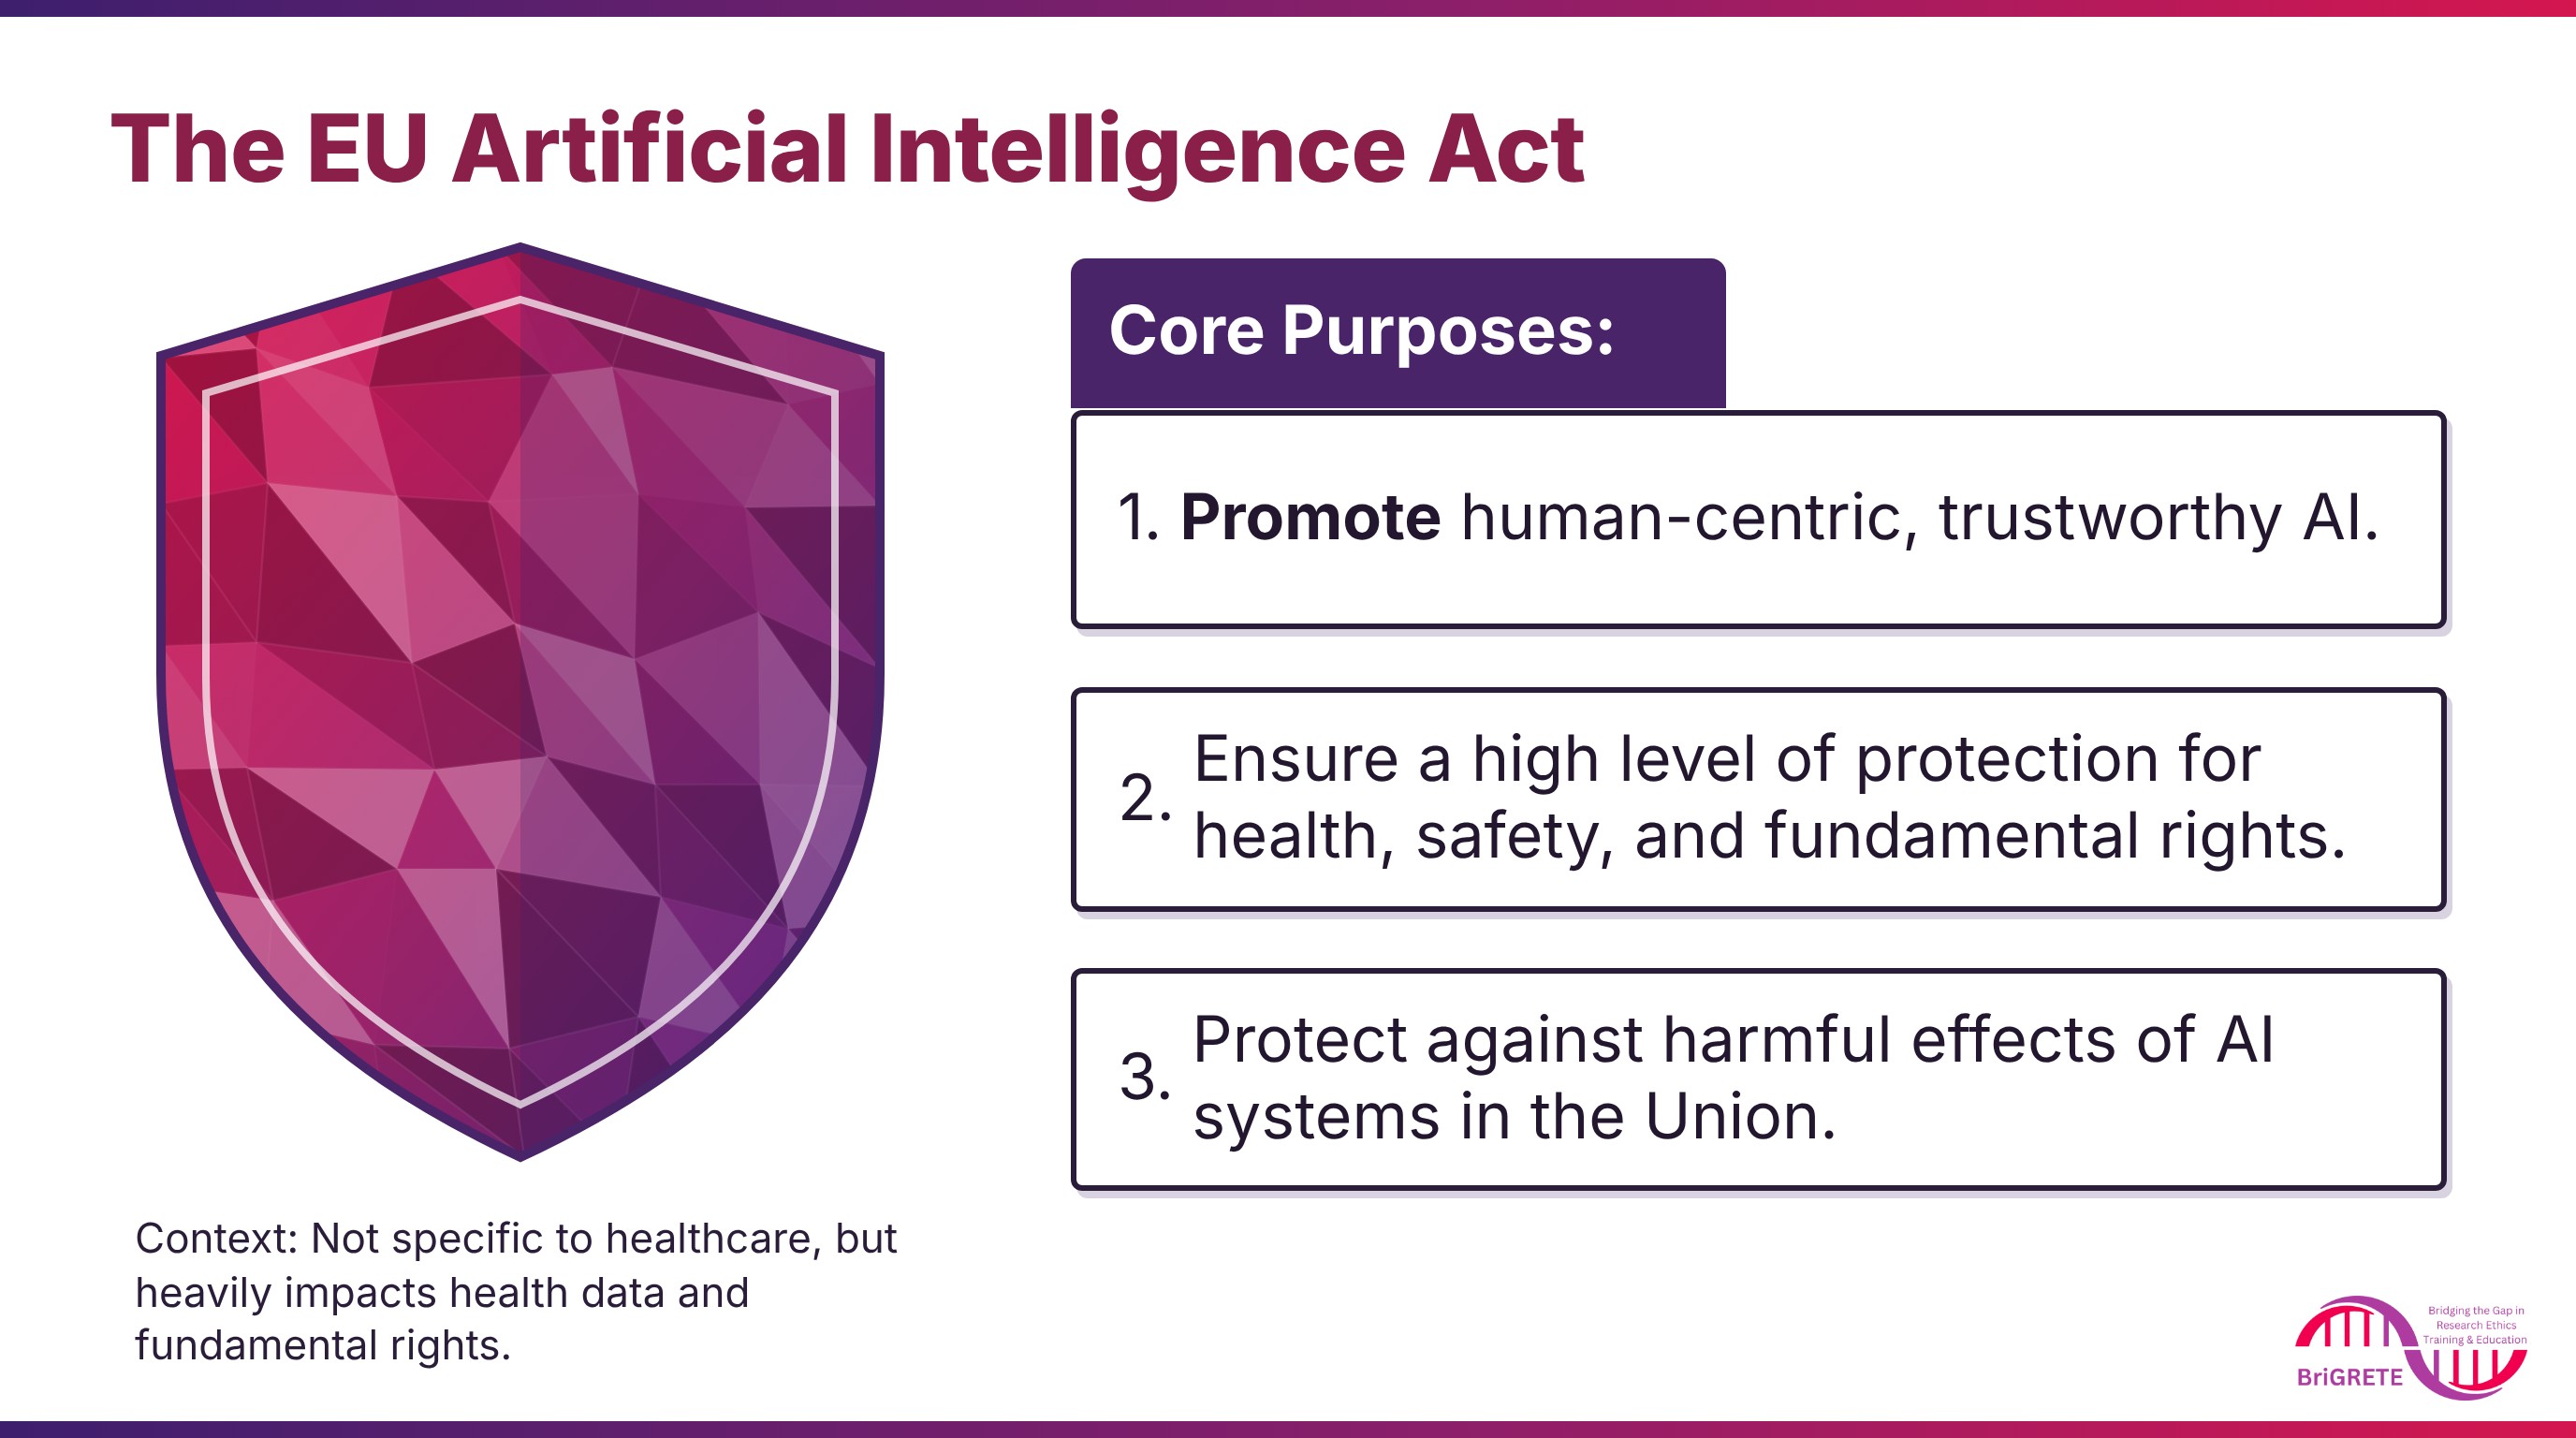 The EU Artificial Intelligence Act
Core Purposes:
1. Promote human-centric, trustworthy AI.
2. Ensure a high level of protection for
health, safety, and fundamental rights.
3. Protect against harmful effects of AI
systems in the Union.
Context: Not specific to healthcare, but
heavily impacts health data and
fundamental rights.
Bridging the Gap in
Research Ethics
Training & Education
BriGRETE